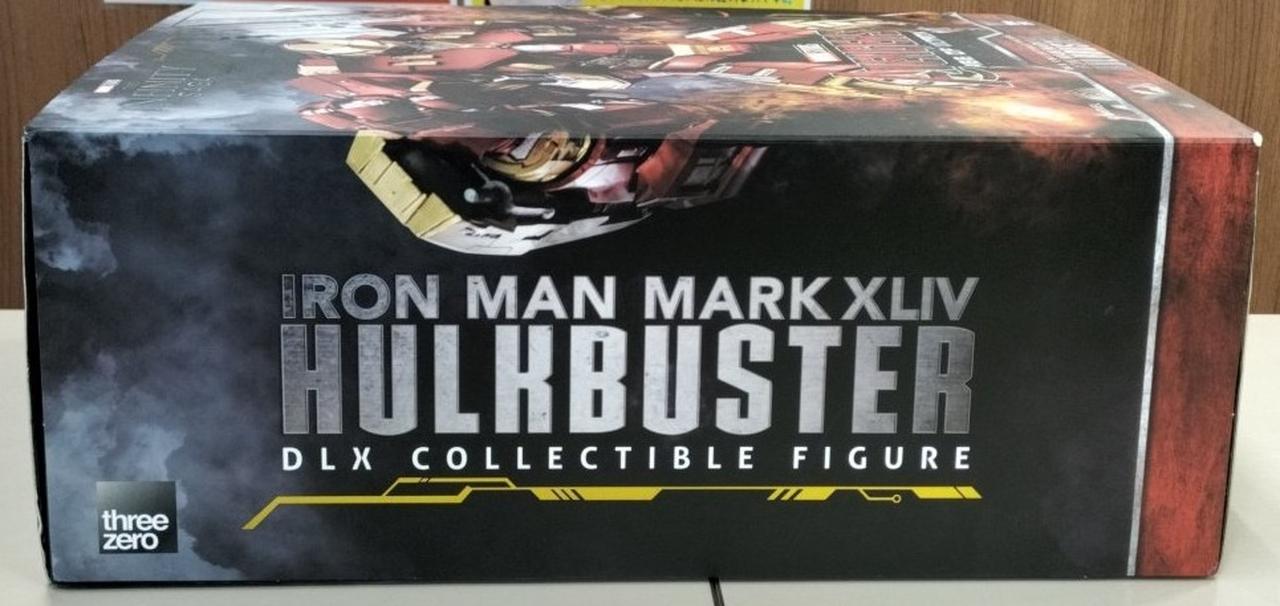 IRON MAN MARK XLIV
HULKBUSTER
DLX COLLECTIBLE FIGURE
three
zero